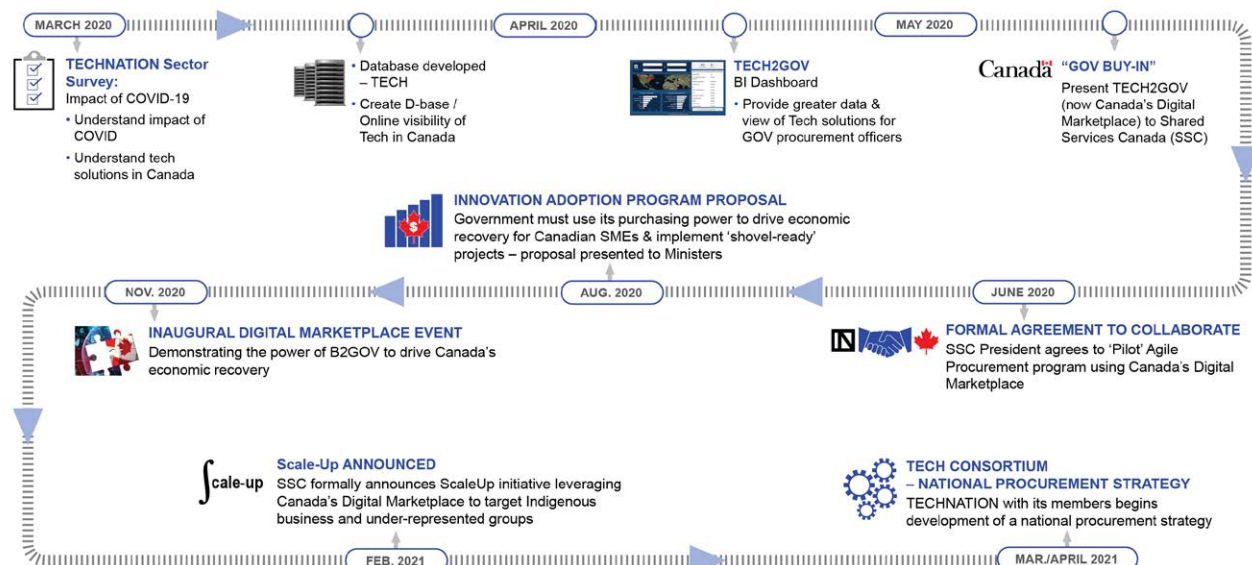 MARCH 2020
APRIL 2020
MAY 2020
TECHNATION Sector
Survey:
Impact of COVID-19
• Understand impact of
COVID
• Understand tech
solutions in Canada
• Database developed
– TECH
• Create D-base /
Online visibility of
Tech in Canada
TECH2GOV
BI Dashboard
• Provide greater data &
view of Tech solutions for
GOV procurement officers
Canada
“GOV BUY-IN”
Present TECH2GOV
(now Canada’s Digital
Marketplace) to Shared
Services Canada (SSC)
$
INNOVATION ADOPTION PROGRAM PROPOSAL
Government must use its purchasing power to drive economic
recovery for Canadian SMEs & implement ‘shovel-ready’
projects – proposal presented to Ministers
NOV. 2020
AUG. 2020
JUNE 2020
INAUGURAL DIGITAL MARKETPLACE EVENT
Demonstrating the power of B2GOV to drive Canada’s
economic recovery
FORMAL AGREEMENT TO COLLABORATE
SSC President agrees to ‘Pilot’ Agile
Procurement program using Canada’s Digital
Marketplace
∫cale-up
Scale-Up ANNOUNCED
SSC formally announces ScaleUp initiative leveraging
Canada’s Digital Marketplace to target Indigenous
business and under-represented groups
TECH CONSORTIUM
– NATIONAL PROCUREMENT STRATEGY
TECHNATION with its members begins
development of a national procurement strategy
FEB. 2021
MAR./APRIL 2021